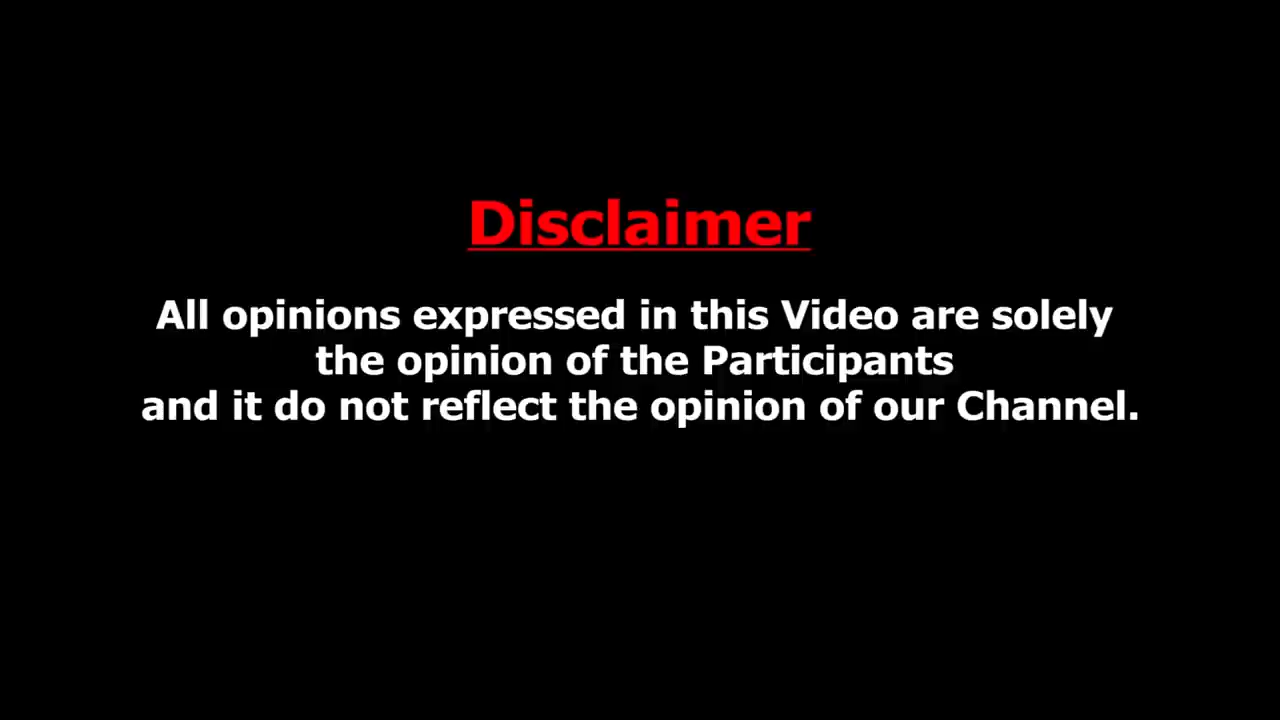 Disclaimer
All opinions expressed in this Video are solely
the opinion of the Participants
and it do not reflect the opinion of our Channel.